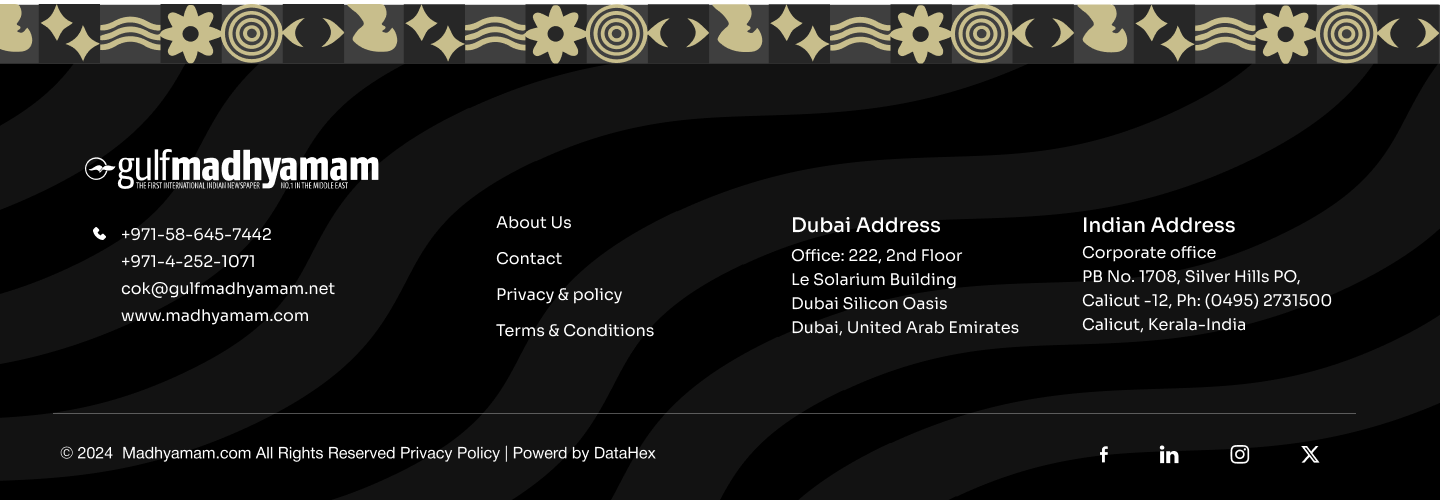 gulfmadhyamam
THE FIRST INTERNATIONAL INDIAN NEWSPAPER NO.1 IN THE MIDDLE EAST
+971-58-645-7442
+971-4-252-1071
cok@gulfmadhyamam.net
www.madhyamam.com
About Us
Contact
Privacy & policy
Terms & Conditions
Dubai Address
Office: 222, 2nd Floor
Le Solarium Building
Dubai Silicon Oasis
Dubai, United Arab Emirates
Indian Address
Corporate office
PB No. 1708, Silver Hills PO,
Calicut -12, Ph: (0495) 2731500
Calicut, Kerala-India
© 2024 Madhyamam.com All Rights Reserved Privacy Policy | Powerd by DataHex